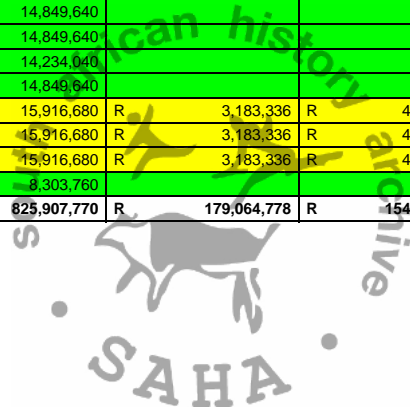 14,849,640
14,849,640
14,234,040
14,849,640
15,916,680 R 3,183,336 R 4
15,916,680 R 3,183,336 R 4
15,916,680 R 3,183,336 R 4
8,303,760
825,907,770 R 179,064,778 R 154
south african history archive
SAHA